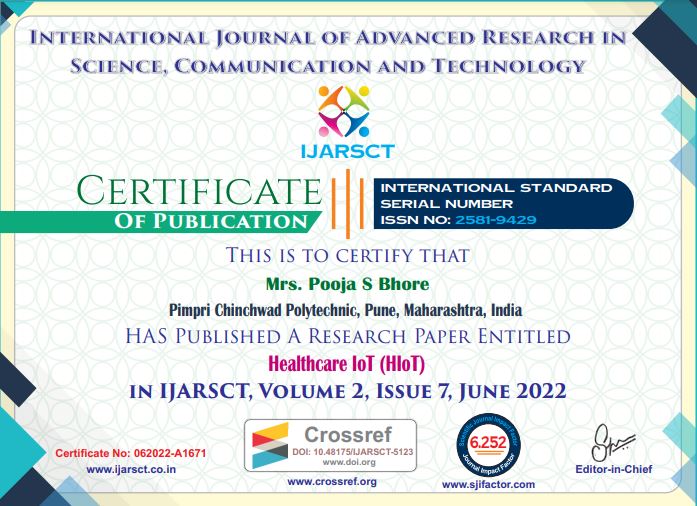 INTERNATIONAL JOURNAL OF ADVANCED RESEARCH IN
SCIENCE, COMMUNICATION AND TECHNOLOGY
IJARSCT
CERTIFICATE
OF PUBLICATION
INTERNATIONAL STANDARD
SERIAL NUMBER
ISSN NO: 2581-9429
THIS IS TO CERTIFY THAT
Mrs. Pooja S Bhore
Pimpri Chinchwad Polytechnic, Pune, Maharashtra, India
HAS PUBLISHED A RESEARCH PAPER ENTITLED
Healthcare IoT (HIoT)
IN IJARSCT, VOLUME 2, ISSUE 7, JUNE 2022
Certificate No: 062022-A1671
www.ijarsct.co.in
Crossref
DOI: 10.48175/IJARSCT-5123
www.doi.org
www.crossref.org
Scientific Journal Impact Factor
6.252
Journal Impact Factor
www.sjifactor.com
Editor-in-Chief